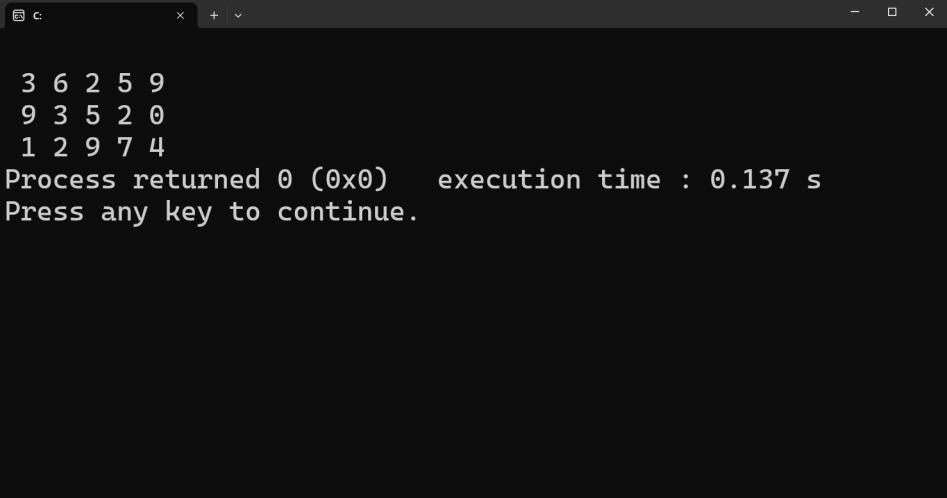 C:
3 6 2 5 9
9 3 5 2 0
1 2 9 7 4
Process returned 0 (0x0)   execution time : 0.137 s
Press any key to continue.